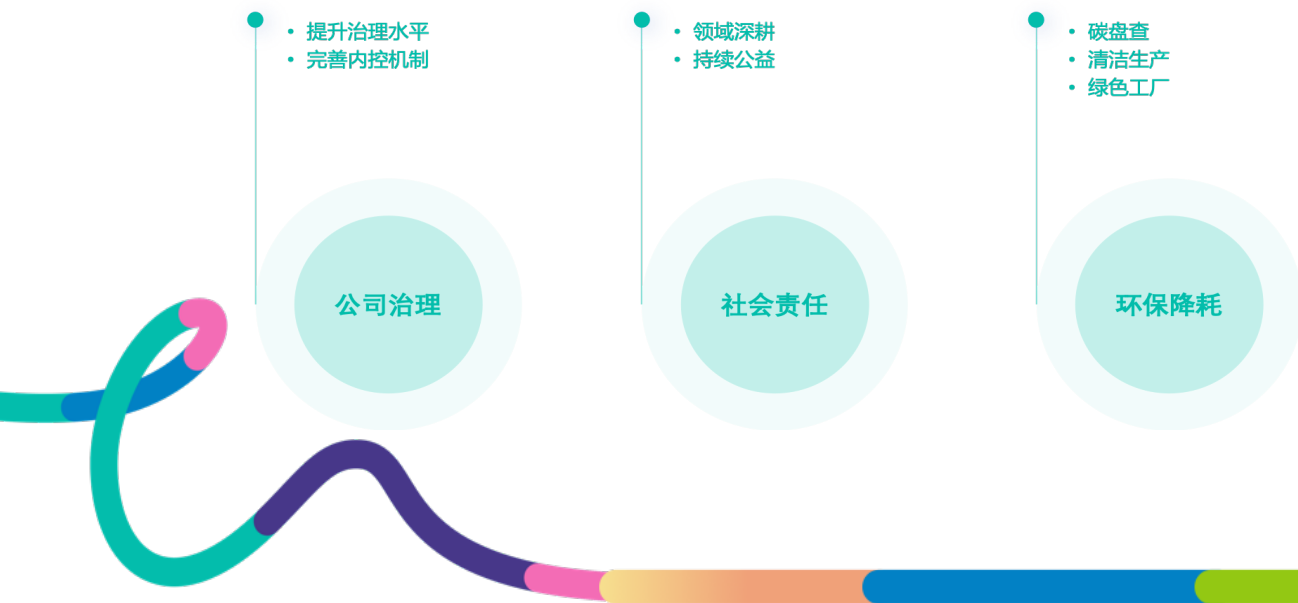 提升治理水平
完善内控机制
领域深耕
持续公益
碳盘查
清洁生产
绿色工厂
公司治理
社会责任
环保降耗